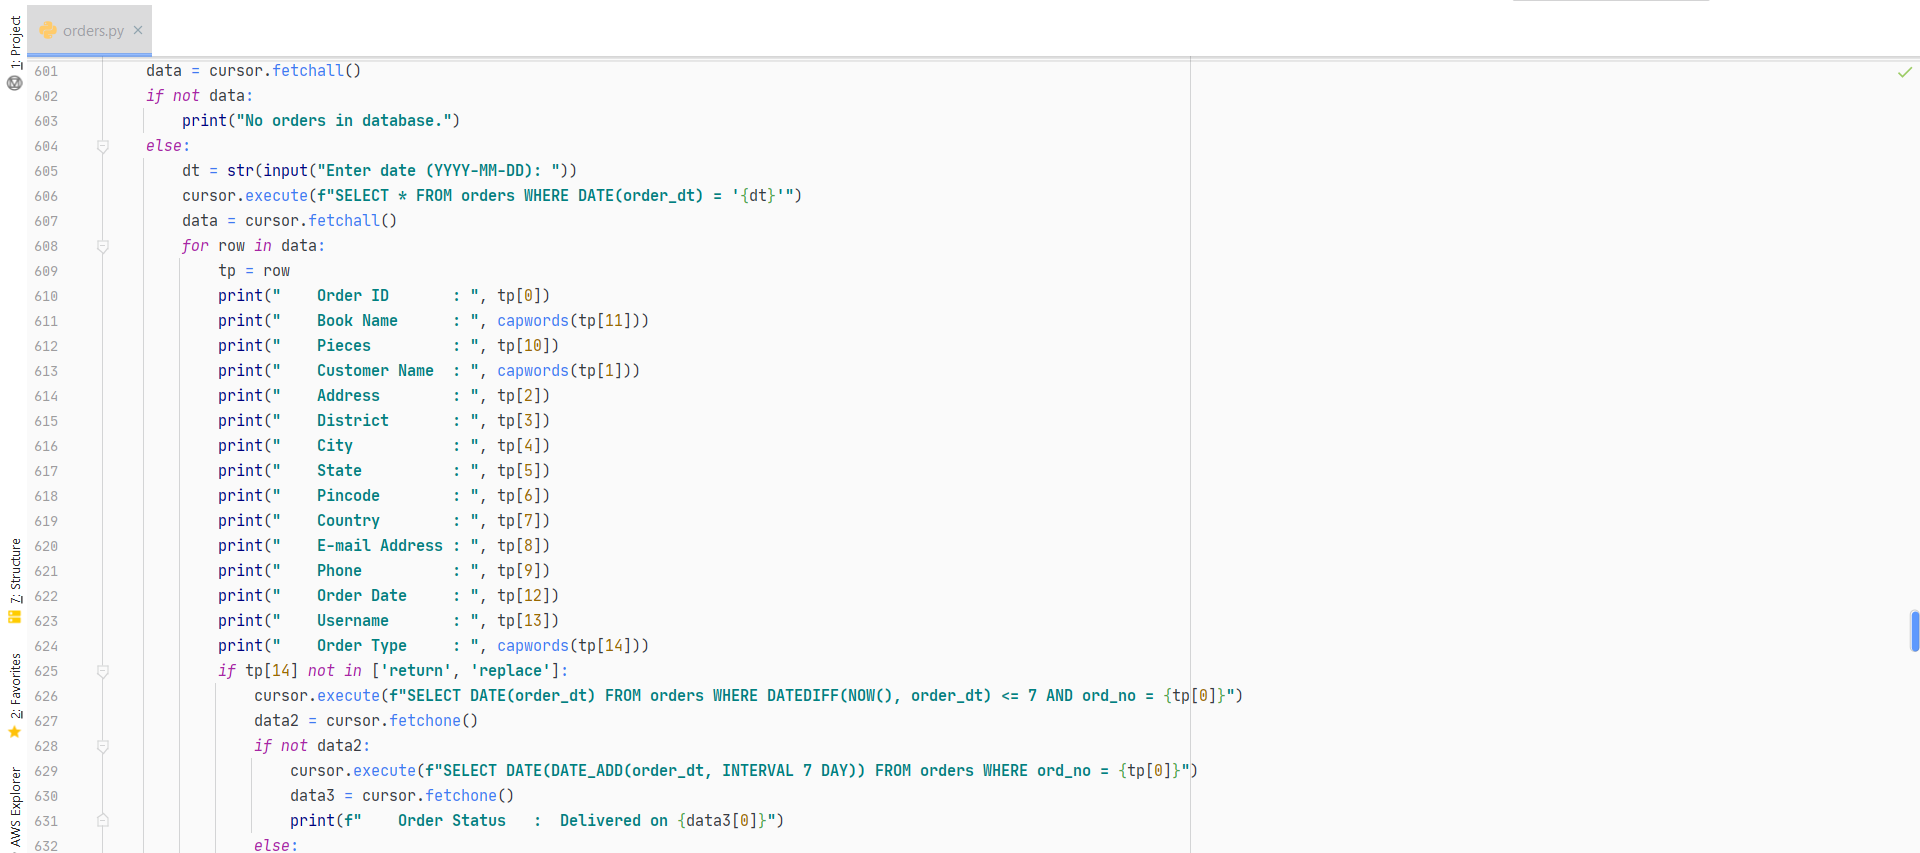 1: Project
orders.py
601 data = cursor.fetchall()
602 if not data:
603 print("No orders in database.")
604 else:
605 dt = str(input("Enter date (YYYY-MM-DD): "))
606 cursor.execute(f"SELECT * FROM orders WHERE DATE(order_dt) = '{dt}'")
607 data = cursor.fetchall()
608 for row in data:
609 tp = row
610 print("    Order ID       : ", tp[0])
611 print("    Book Name      : ", capwords(tp[11]))
612 print("    Pieces         : ", tp[10])
613 print("    Customer Name  : ", capwords(tp[1]))
614 print("    Address        : ", tp[2])
615 print("    District       : ", tp[3])
616 print("    City           : ", tp[4])
617 print("    State          : ", tp[5])
618 print("    Pincode        : ", tp[6])
619 print("    Country        : ", tp[7])
620 print("    E-mail Address : ", tp[8])
621 print("    Phone          : ", tp[9])
622 print("    Order Date     : ", tp[12])
623 print("    Username       : ", tp[13])
624 print("    Order Type     : ", capwords(tp[14]))
625 if tp[14] not in ['return', 'replace']:
626 cursor.execute(f"SELECT DATE(order_dt) FROM orders WHERE DATEDIFF(NOW(), order_dt) <= 7 AND ord_no = {tp[0]}")
627 data2 = cursor.fetchone()
628 if not data2:
629 cursor.execute(f"SELECT DATE(DATE_ADD(order_dt, INTERVAL 7 DAY)) FROM orders WHERE ord_no = {tp[0]}")
630 data3 = cursor.fetchone()
631 print(f"    Order Status   :  Delivered on {data3[0]}")
632 else:
7: Structure
2: Favorites
AWS Explorer